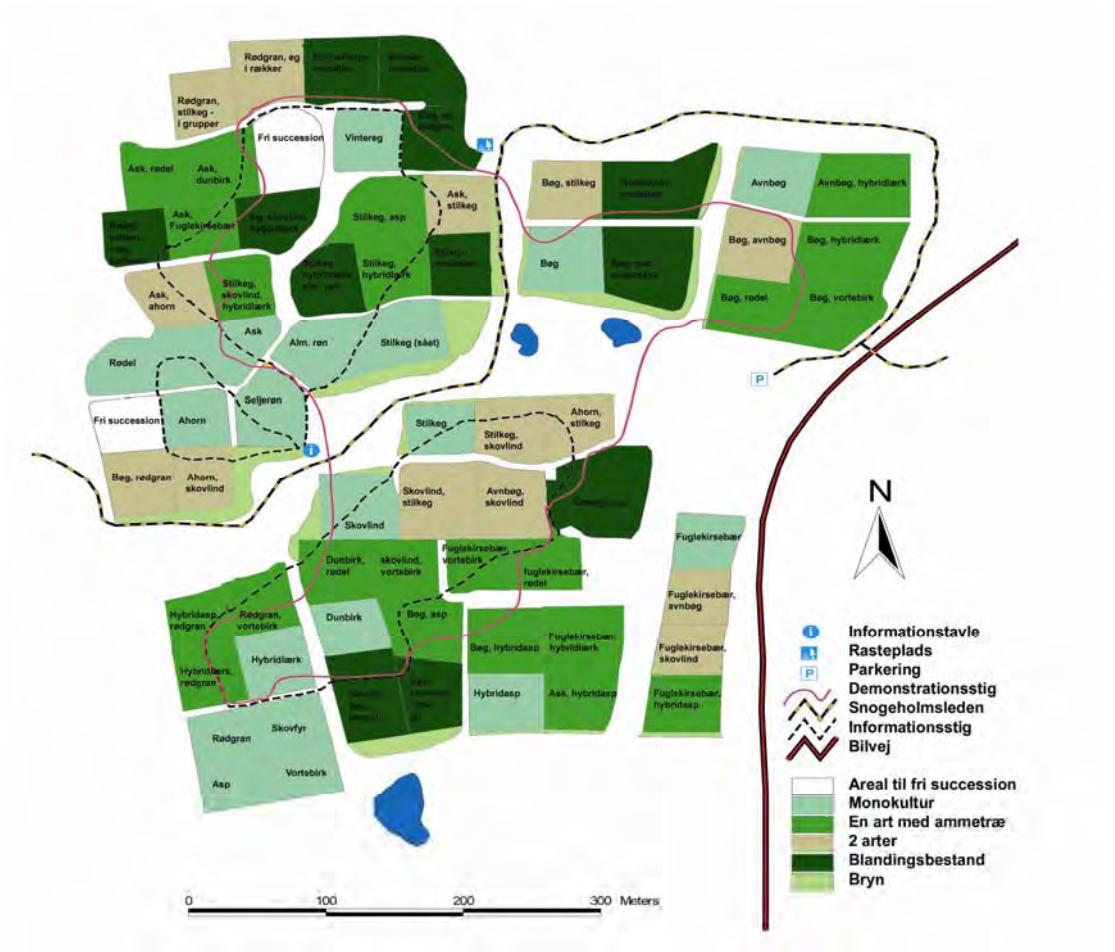 Rødgran, eg
i rækker
Rødgran,
stilkeg -
i grupper
Fri succession
Vintereg
Ask, rødel
Ask,
dunbirk
Ask,
Fuglekirsebær
Stilkeg, asp
Ask,
stilkeg
Stilkeg,
hybridlærk
Ask,
ahorn
Stilkeg,
skovlind,
hybridlærk
Ask
Rødel
Alm. røn
Stilkeg (sået)
Fri succession
Ahorn
Seljerøn
Bøg, rødgran
Ahorn,
skovlind
Bøg, stilkeg
Bøg
Avnbøg
Avnbøg, hybridlærk
Bøg, avnbøg
Bøg, hybridlærk
Bøg, rødel
Bøg, vortebirk
P
Stilkeg
Stilkeg,
skovlind
Ahorn,
stilkeg
Skovlind
Skovlind,
stilkeg
Avnbøg,
skovlind
Dunbirk,
rødel
skovlind,
vortebirk
Fuglekirsebær,
vortebirk
fuglekirsebær,
rødel
Hybridasp,
rødgran
Rødgran,
vortebirk
Hybridlærk,
rødgran
Hybridlærk
Dunbirk
Bøg, asp
Bøg, hybridasp
Fuglekirsebær,
hybridlærk
Hybridasp
Ask, hybridasp
Rødgran
Skovfyr
Asp
Vortebirk
Fuglekirsebær
Fuglekirsebær,
avnbøg
Fuglekirsebær,
skovlind
Fuglekirsebær,
hybridasp
N
i Informationstavle
Rasteplads
P Parkering
Demonstrationsstig
Snogeholmsleden
Informationsstig
Bilvej
Areal til fri succession
Monokultur
En art med ammetræ
2 arter
Blandingsbestand
Bryn
0 100 200 300 Meters